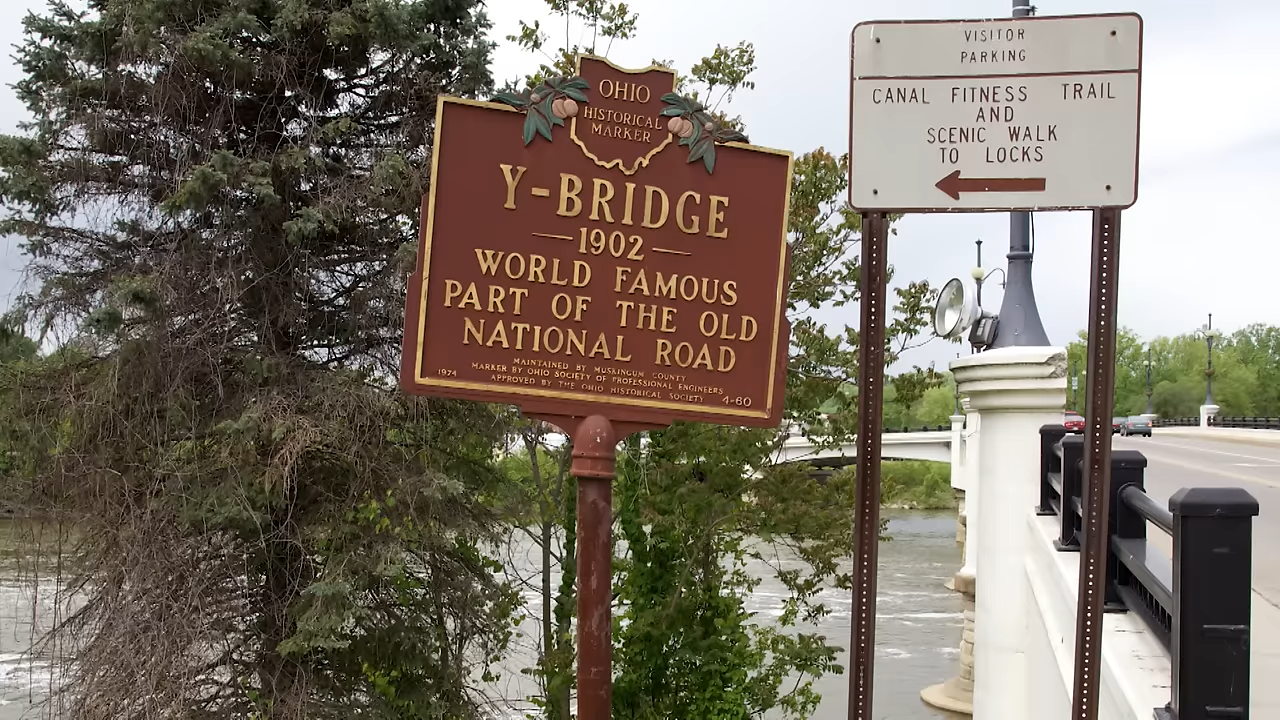 OHIO
HISTORICAL
MARKER
Y-BRIDGE
1902
WORLD FAMOUS
PART OF THE OLD
NATIONAL ROAD
MAINTAINED BY MUSKINGUM COUNTY
MARKER BY OHIO SOCIETY OF PROFESSIONAL ENGINEERS
1974 APPROVED BY THE OHIO HISTORICAL SOCIETY 4-60
VISITOR
PARKING
CANAL FITNESS TRAIL
AND
SCENIC WALK
TO LOCKS